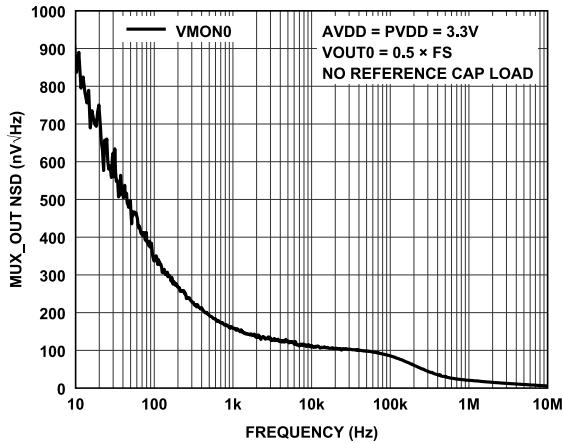 1000
900
800
700
600
500
400
300
200
100
0
MUX_OUT NSD (nV√Hz)
VMON0
AVDD = PVDD = 3.3V
VOUT0 = 0.5 × FS
NO REFERENCE CAP LOAD
10 100 1k 10k 100k 1M 10M
FREQUENCY (Hz)